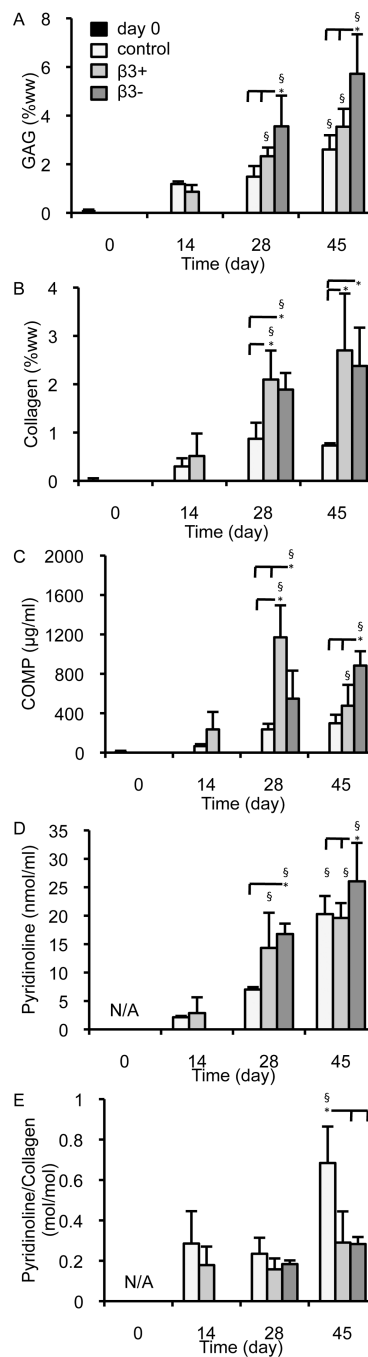 A
day 0
control
β3+
β3-
8
6
4
2
0
GAG (%ww)
§
*
§
§
§
§
*
0 14 28 45
Time (day)
B
4
3
2
1
0
Collagen (%ww)
§
*
§
*
*
*
0 14 28 45
Time (day)
C
2000
1600
1200
800
400
0
COMP (μg/ml)
§
*
§
*
§
*
§
0 14 28 45
Time (day)
D
35
30
25
20
15
10
5
0
Pyridinoline (nmol/ml)
N/A
§
§
*
§
§
§
*
0 14 28 45
Time (day)
E
1
0.8
0.6
0.4
0.2
0
Pyridinoline/Collagen
(mol/mol)
N/A
§
*
0 14 28 45
Time (day)